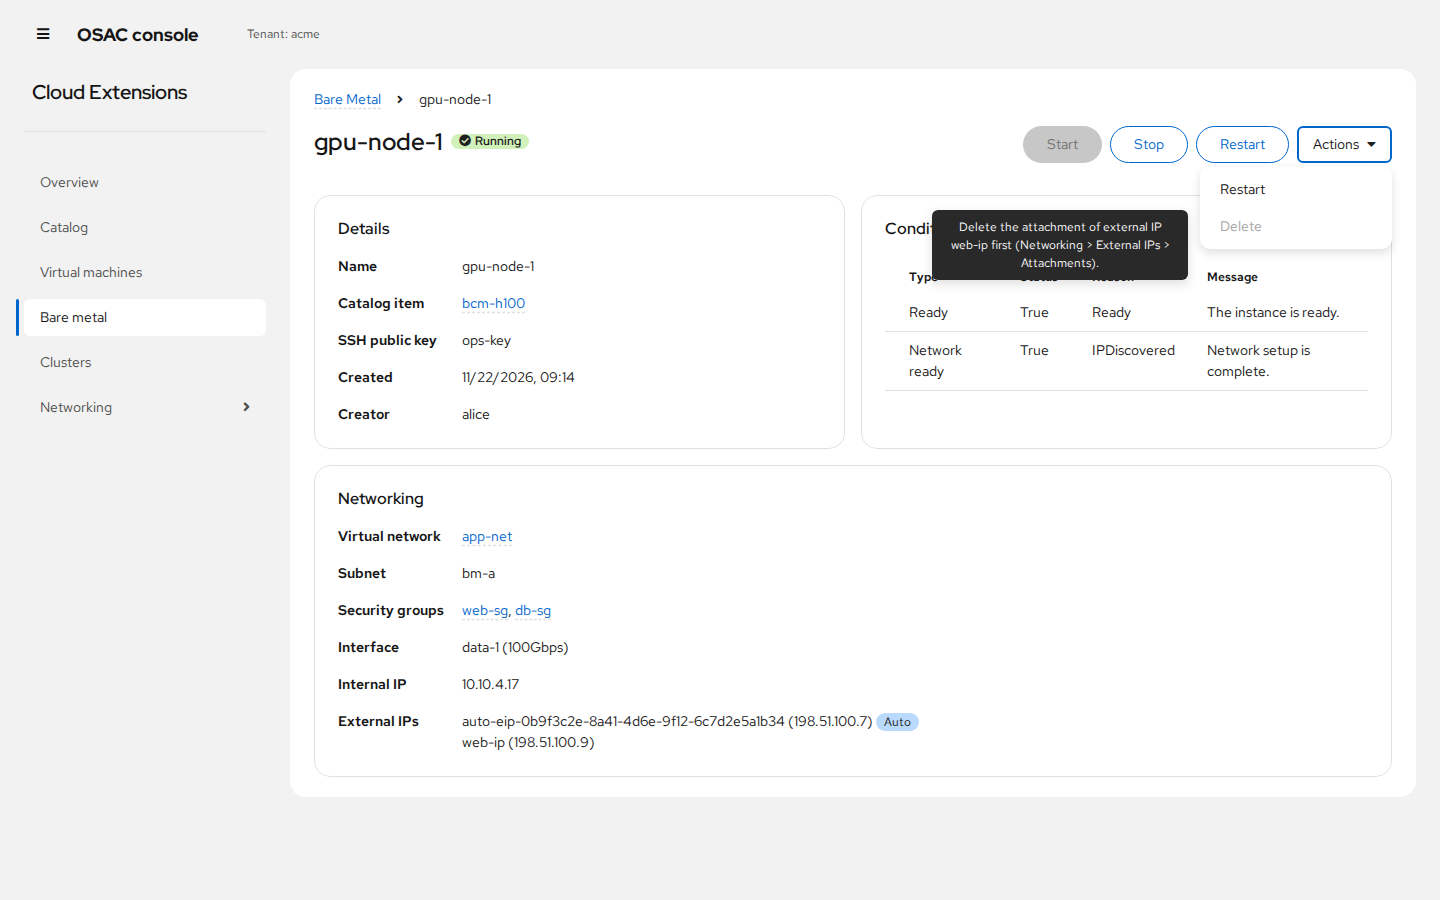 OSAC console
Tenant: acme
Cloud Extensions
Overview
Catalog
Virtual machines
Bare metal
Clusters
Networking
Bare Metal > gpu-node-1
gpu-node-1 Running
Start Stop Restart Actions
Restart
Delete
Delete the attachment of external IP
web-ip first (Networking > External IPs >
Attachments).
Details
Name gpu-node-1
Catalog item bcm-h100
SSH public key ops-key
Created 11/22/2026, 09:14
Creator alice
Message
Ready True Ready The instance is ready.
Network True IPDiscovered Network setup is
ready complete.
Networking
Virtual network app-net
Subnet bm-a
Security groups web-sg, db-sg
Interface data-1 (100Gbps)
Internal IP 10.10.4.17
External IPs auto-eip-0b9f3c2e-8a41-4d6e-9f12-6c7d2e5a1b34 (198.51.100.7) Auto
web-ip (198.51.100.9)